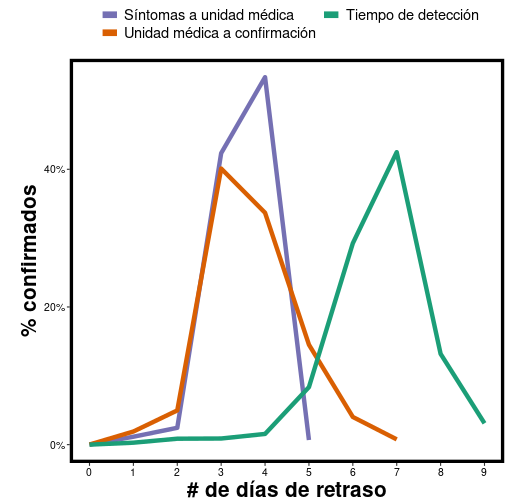 Síntomas a unidad médica
Tiempo de detección
Unidad médica a confirmación
% confirmados
40%
20%
0%
0 1 2 3 4 5 6 7 8 9
# de días de retraso